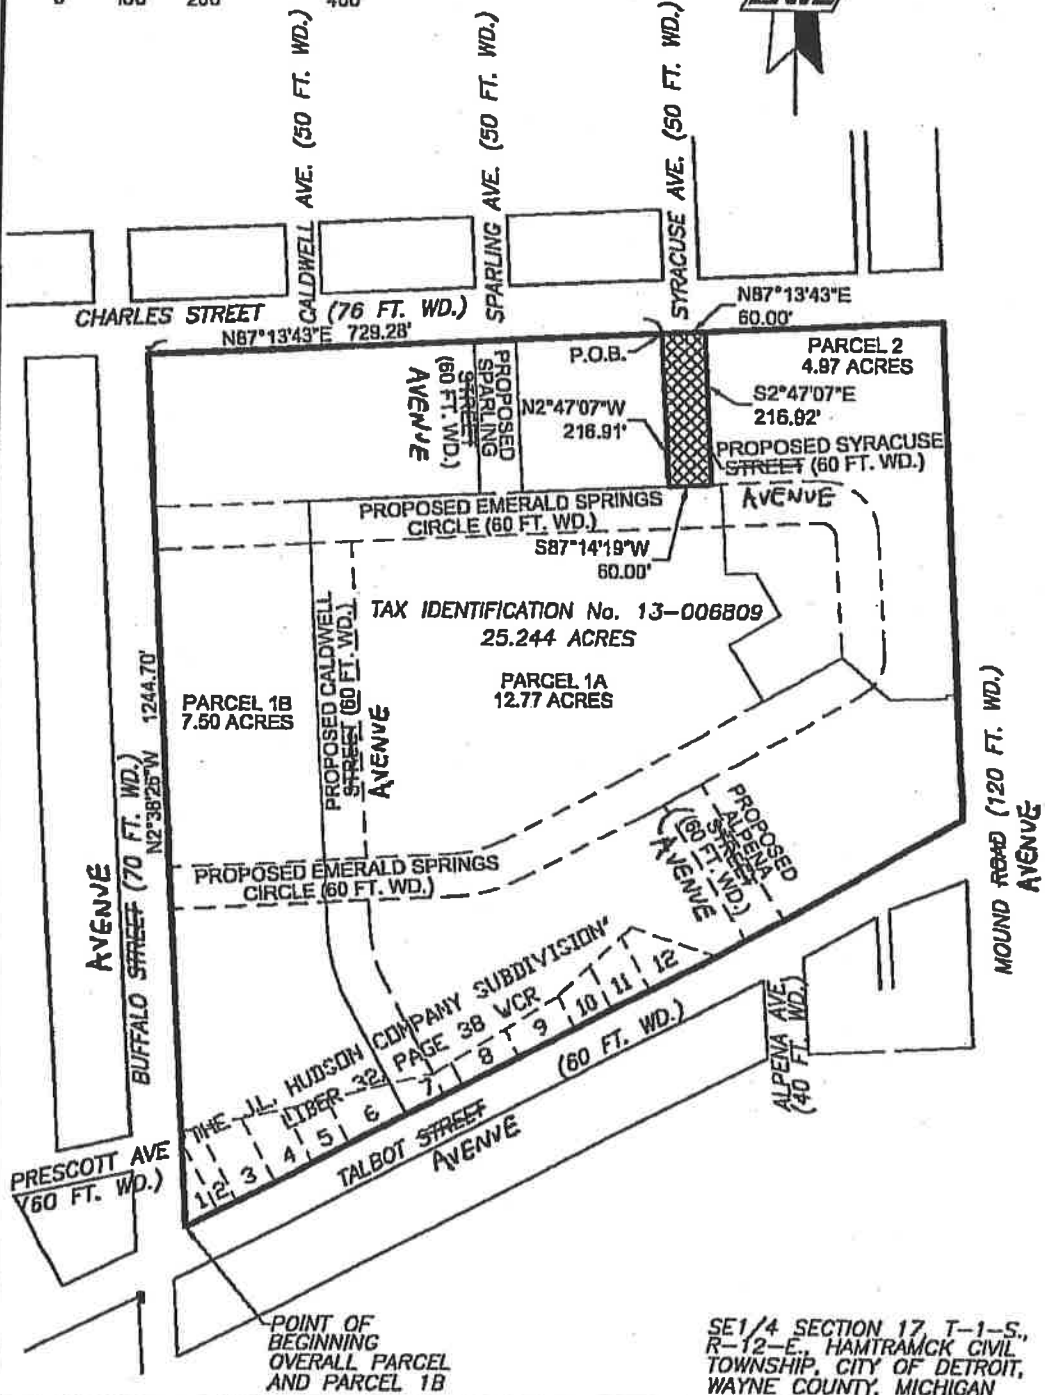 0 100 200 400
CALDWELL AVE. (50 FT. WD.)
SPARLING AVE. (50 FT. WD.)
SYRACUSE AVE. (50 FT. WD.)
CHARLES STREET (76 FT. WD.)
N87°13'43"E 729.28'
N87°13'43"E
60.00'
P.O.B.
PARCEL 2
4.97 ACRES
PROPOSED
SPARLING
STREET
(60 FT. WD.)
AVENUE
N2°47'07"W
216.91'
S2°47'07"E
216.92'
PROPOSED SYRACUSE
STREET (60 FT. WD.)
AVENUE
PROPOSED EMERALD SPRINGS
CIRCLE (60 FT. WD.)
S87°14'19"W
60.00'
TAX IDENTIFICATION No. 13-006809
25.244 ACRES
PARCEL 1A
12.77 ACRES
PARCEL 1B
7.50 ACRES
PROPOSED CALDWELL
STREET (60 FT. WD.)
AVENUE
N2°38'26"W 1244.70'
BUFFALO STREET (70 FT. WD.)
AVENUE
MOUND ROAD (120 FT. WD.)
AVENUE
PROPOSED
ALPENA
STREET
(60 FT. WD.)
AVENUE
PROPOSED EMERALD SPRINGS
CIRCLE (60 FT. WD.)
THE J.L. HUDSON COMPANY SUBDIVISION"
LIBER 32, PAGE 38 WCR
1 2 3 4 5 6 7 8 9 10 11 12
TALBOT STREET (60 FT. WD.)
AVENUE
ALPENA AVE.
(40 FT. WD.)
PRESCOTT AVE
(60 FT. WD.)
POINT OF
BEGINNING
OVERALL PARCEL
AND PARCEL 1B
SE1/4 SECTION 17, T-1-S.,
R-12-E., HAMTRAMCK CIVIL
TOWNSHIP, CITY OF DETROIT,
WAYNE COUNTY, MICHIGAN